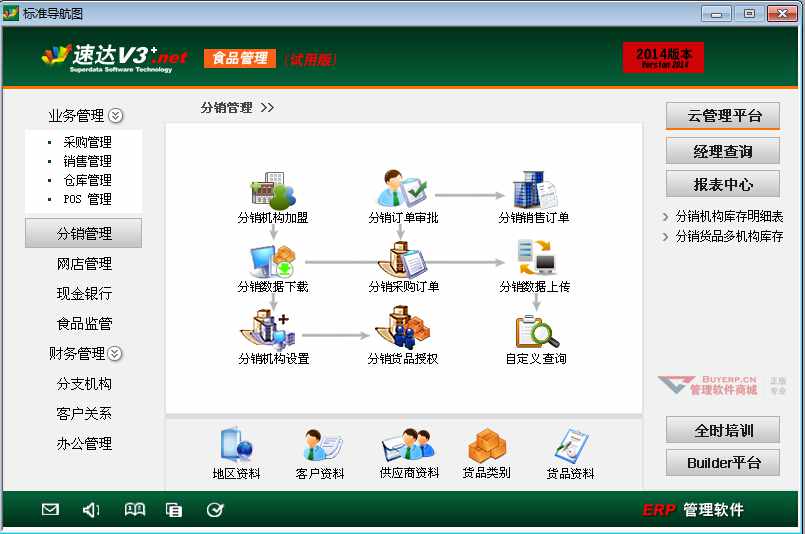 标准导航图
速达V3+.net
Superdata Software Technology
食品管理
(试用版)
2014版本
Version 2014
业务管理
采购管理
销售管理
仓库管理
POS 管理
分销管理
网店管理
现金银行
食品监管
财务管理
分支机构
客户关系
办公管理
分销管理 >>
分销机构加盟
分销订单审批
分销销售订单
分销数据下载
分销采购订单
分销数据上传
分销机构设置
分销货品授权
自定义查询
地区资料
客户资料
供应商资料
货品类别
货品资料
云管理平台
经理查询
报表中心
分销机构库存明细表
分销货品多机构库存
BUYERP.CN
管理软件商城
正版
专业
全时培训
Builder平台
ERP 管理软件